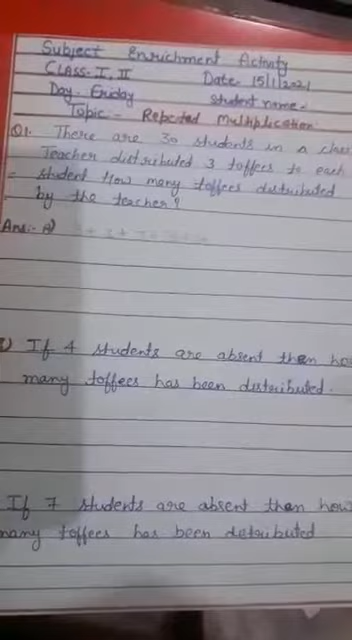 Subject Enrichment Activity
CLASS- I, II Date- 15/1/2021
Day- Friday Student name-
Topic- Repeated Multiplication
Q1. There are 30 students in a class
Teacher distributed 3 toffees to each
student How many toffees distributed
by the teacher?
Ans:- A)
If 4 students are absent then how
many toffees has been distributed.
If 7 students are absent then how
many toffees has been distributed